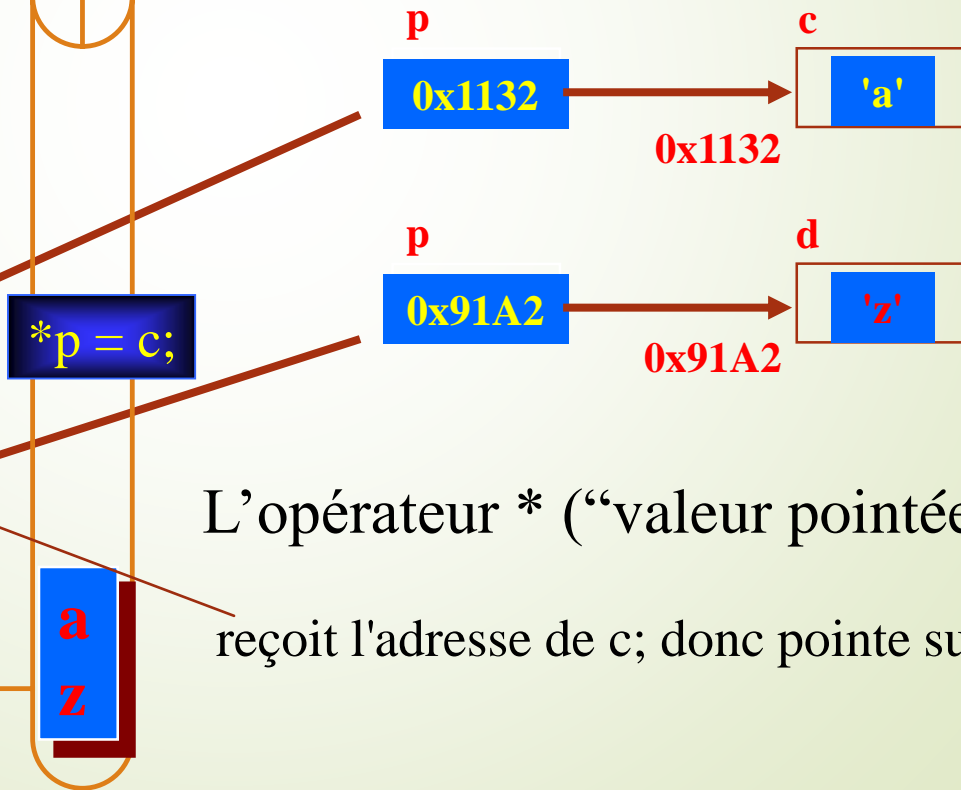 p c
0x1132 'a'
0x1132
p d
0x91A2 'z'
*p = c;
0x91A2
L’opérateur * (“valeur pointée
a
reçoit l'adresse de c; donc pointe su
z